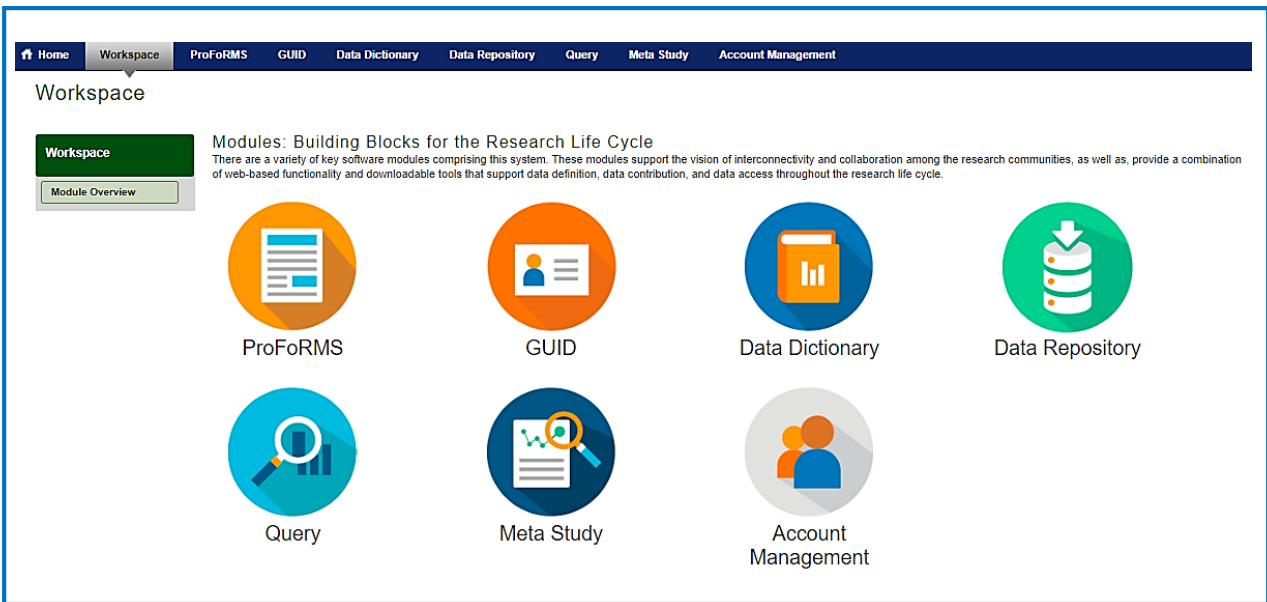 Home Workspace ProFoRMS GUID Data Dictionary Data Repository Query Meta Study Account Management
Workspace
Workspace
Module Overview
Modules: Building Blocks for the Research Life Cycle
There are a variety of key software modules comprising this system. These modules support the vision of interconnectivity and collaboration among the research communities, as well as, provide a combination
of web-based functionality and downloadable tools that support data definition, data contribution, and data access throughout the research life cycle.
ProFoRMS GUID Data Dictionary Data Repository
Query Meta Study Account
Management